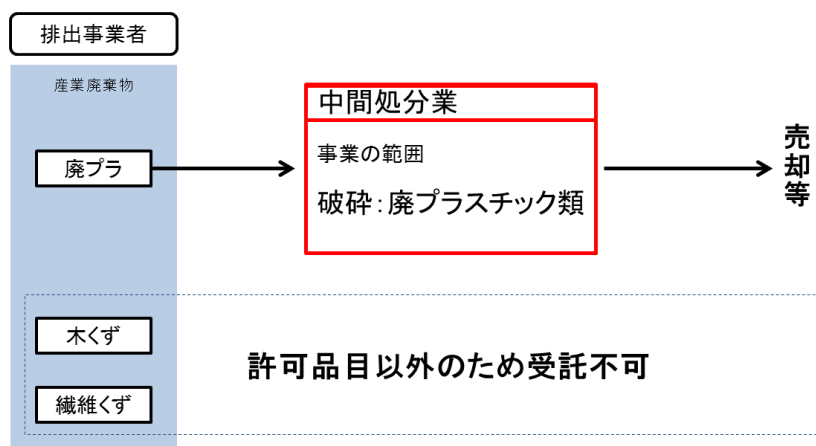 排出事業者
産業廃棄物
廃プラ
中間処分業
事業の範囲
破砕：廃プラスチック類
売却等
木くず
繊維くず
許可品目以外のため受託不可